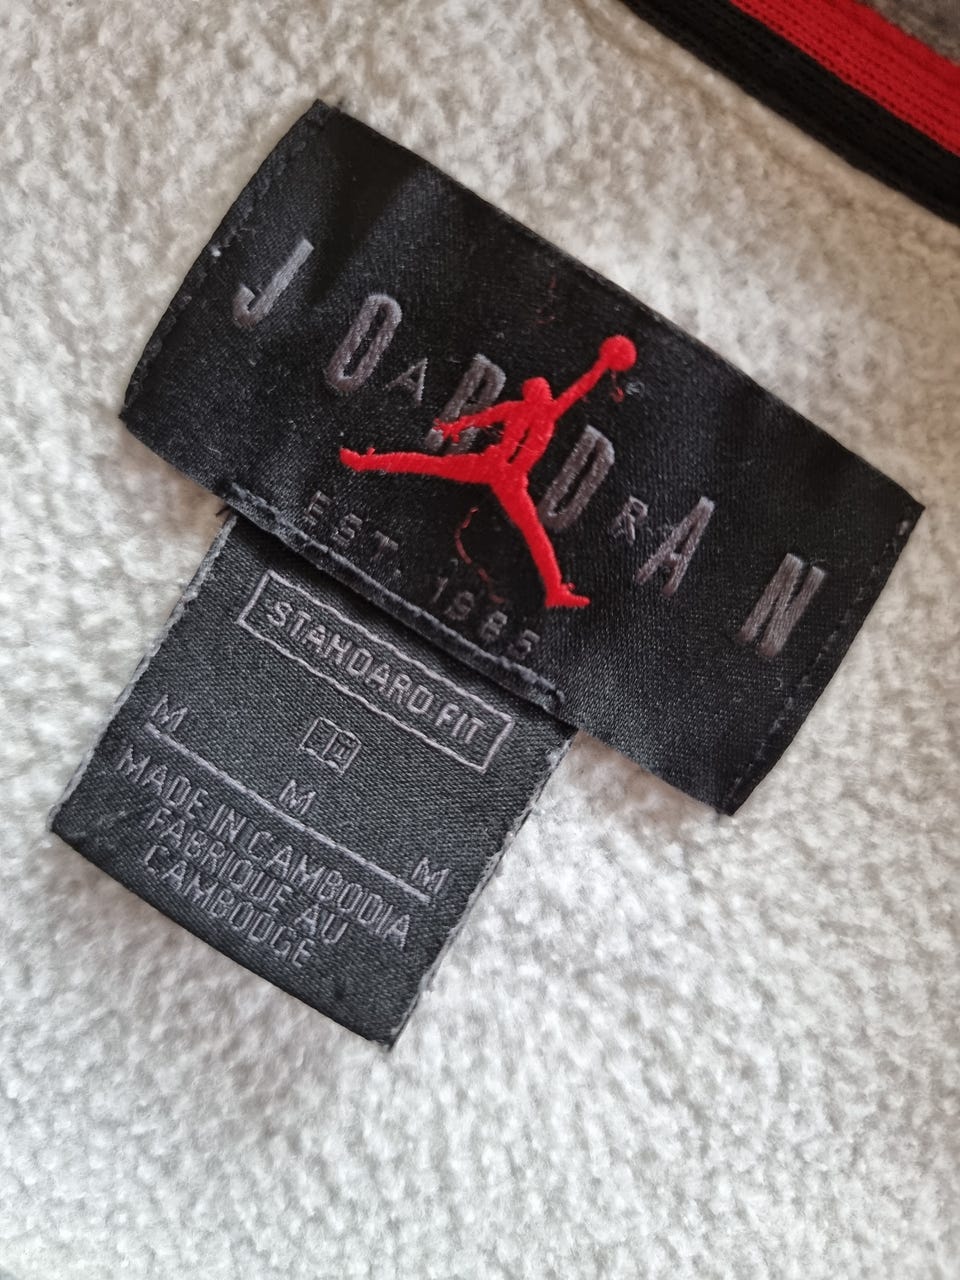 JORDAN
A R
EST. 1985
STANDARD FIT
M M M
MADE IN CAMBODIA
FABRIQUE AU
CAMBODGE